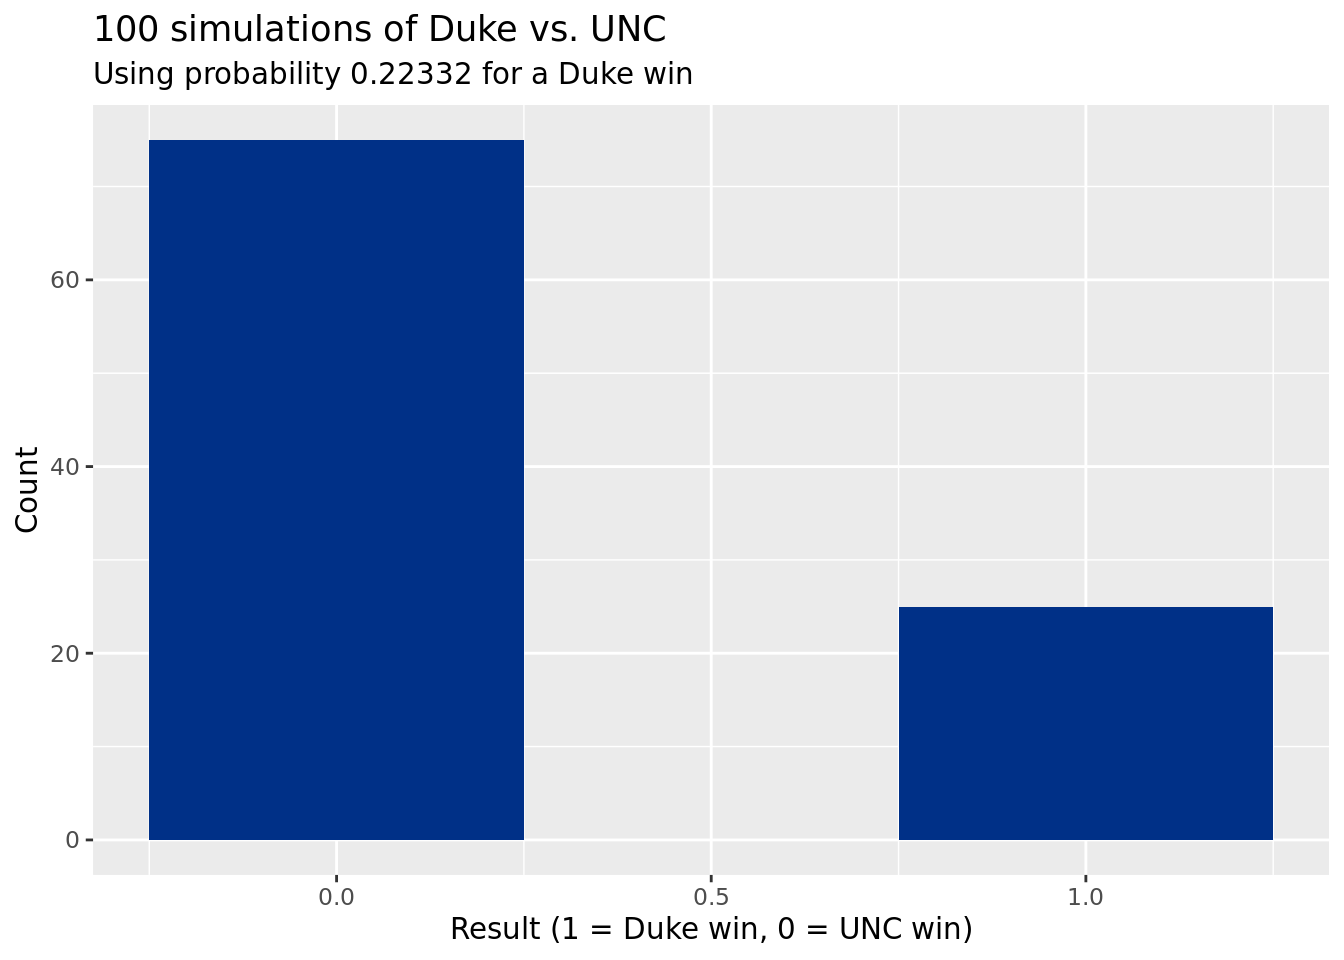 100 simulations of Duke vs. UNC
Using probability 0.22332 for a Duke win
60
40
20
0
Count
0.0 0.5 1.0
Result (1 = Duke win, 0 = UNC win)